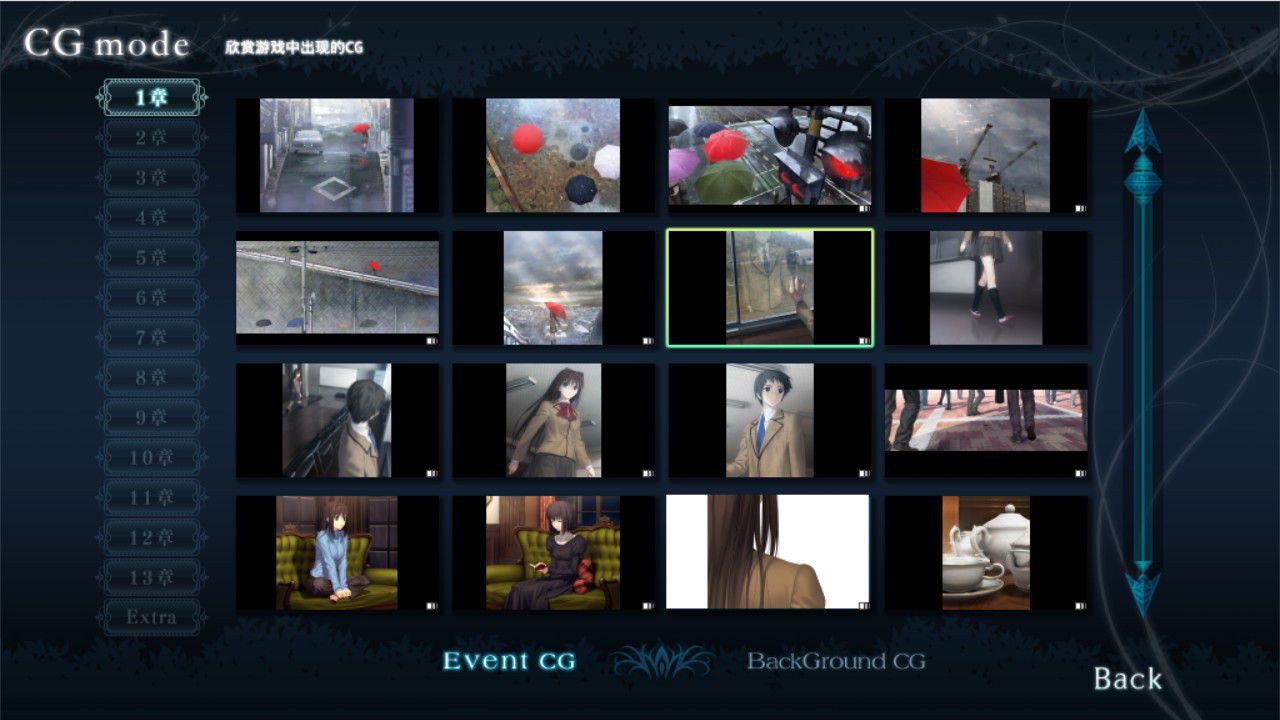 CG mode
欣赏游戏中出现的CG
1章
2章
3章
4章
5章
6章
7章
8章
9章
10章
11章
12章
13章
Extra
Event CG
BackGround CG
Back